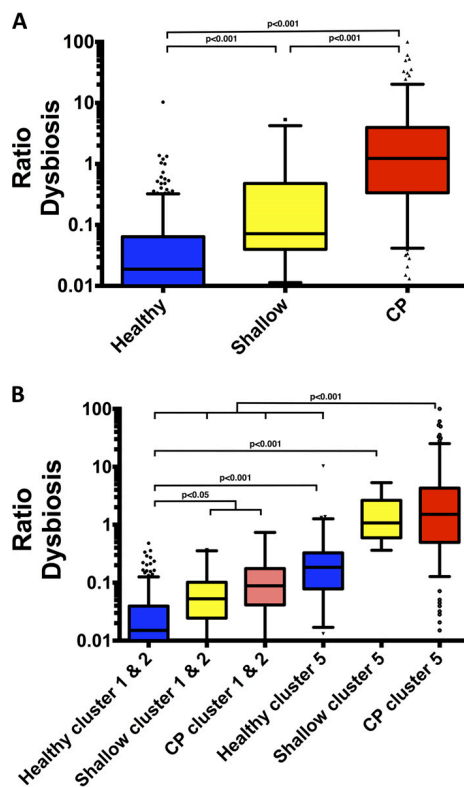 A
p<0.001
p<0.001 p<0.001
100
10
1
0.1
0.01
Ratio
Dysbiosis
Healthy
Shallow
CP
B
p<0.001
p<0.001
p<0.001
p<0.05
100
10
1
0.1
0.01
Ratio
Dysbiosis
Healthy cluster 1 & 2
Shallow cluster 1 & 2
CP cluster 1 & 2
Healthy cluster 5
Shallow cluster 5
CP cluster 5